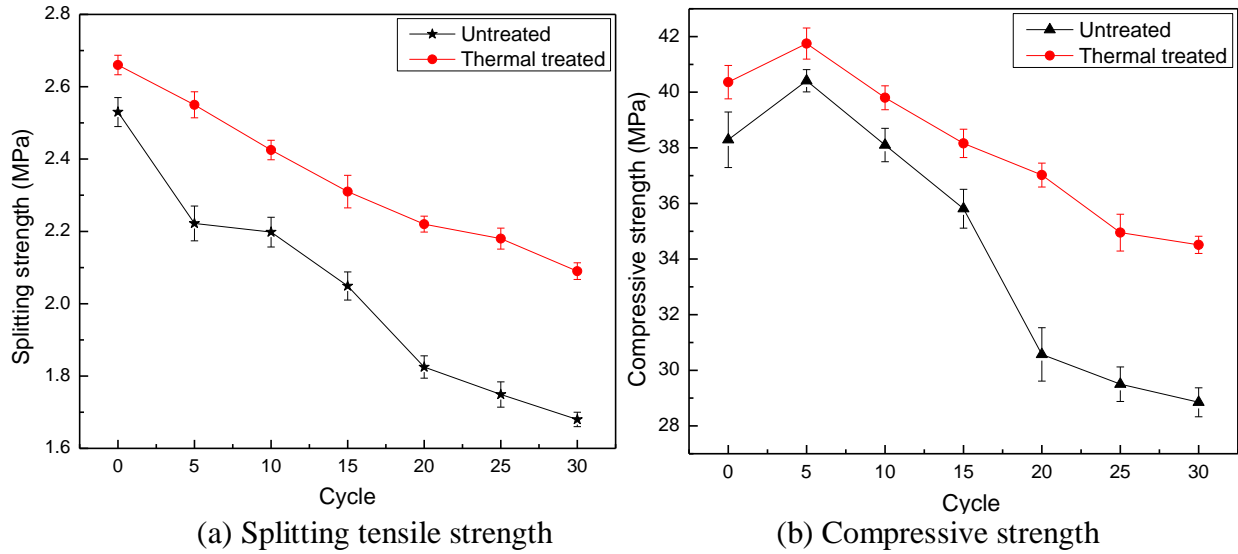 2.8
2.6
2.4
2.2
2.0
1.8
1.6
Splitting strength (MPa)
Untreated
Thermal treated
0 5 10 15 20 25 30
Cycle
(a) Splitting tensile strength
42
40
38
36
34
32
30
28
Compressive strength (MPa)
Untreated
Thermal treated
0 5 10 15 20 25 30
Cycle
(b) Compressive strength